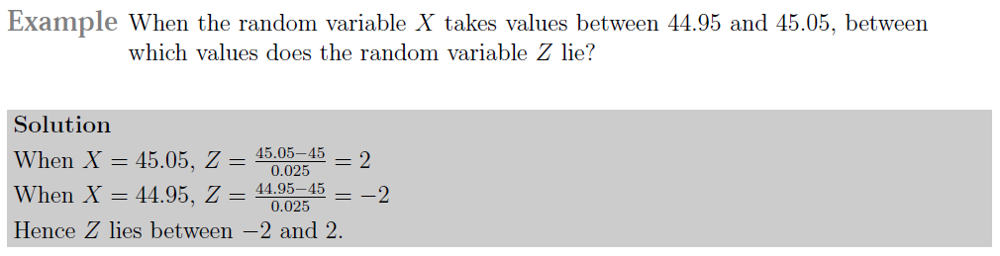 Example When the random variable X takes values between 44.95 and 45.05, between
which values does the random variable Z lie?
Solution
When X = 45.05, Z = \frac{45.05−45}{0.025} = 2
When X = 44.95, Z = \frac{44.95−45}{0.025} = −2
Hence Z lies between −2 and 2.